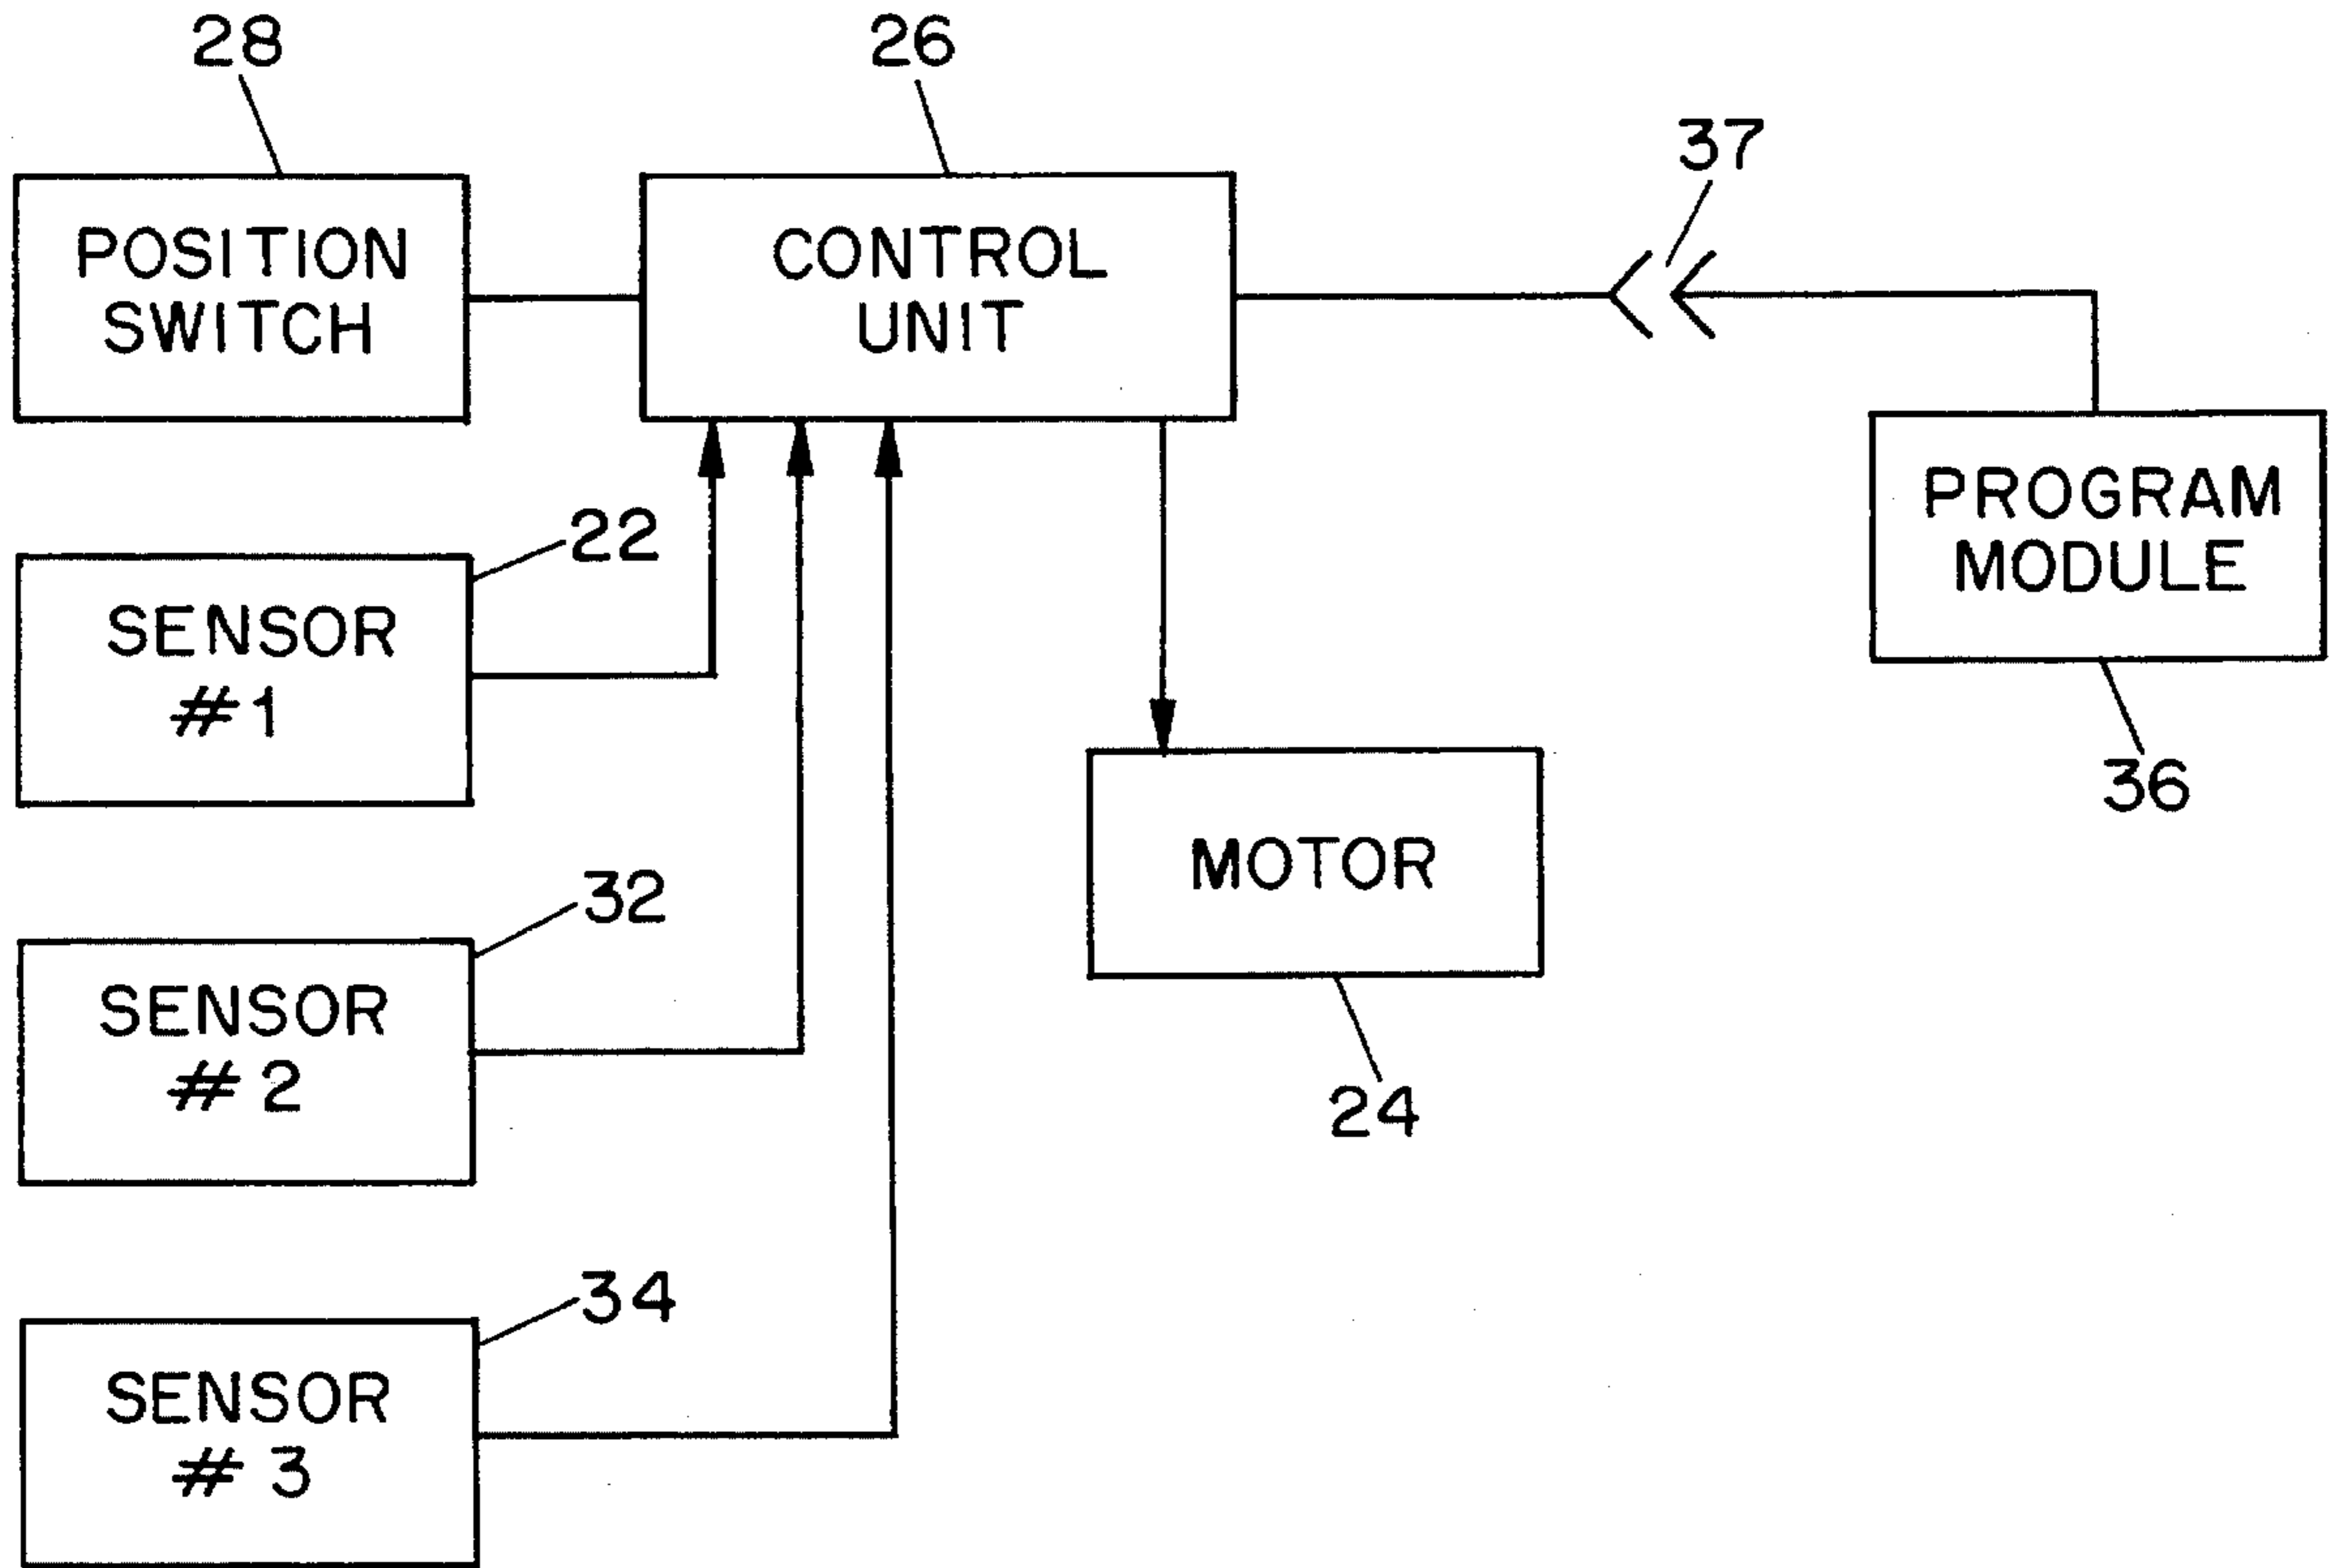 28
26
37
POSITION
SWITCH
CONTROL
UNIT
PROGRAM
MODULE
22
SENSOR
#1
36
MOTOR
32
SENSOR
#2
24
34
SENSOR
#3